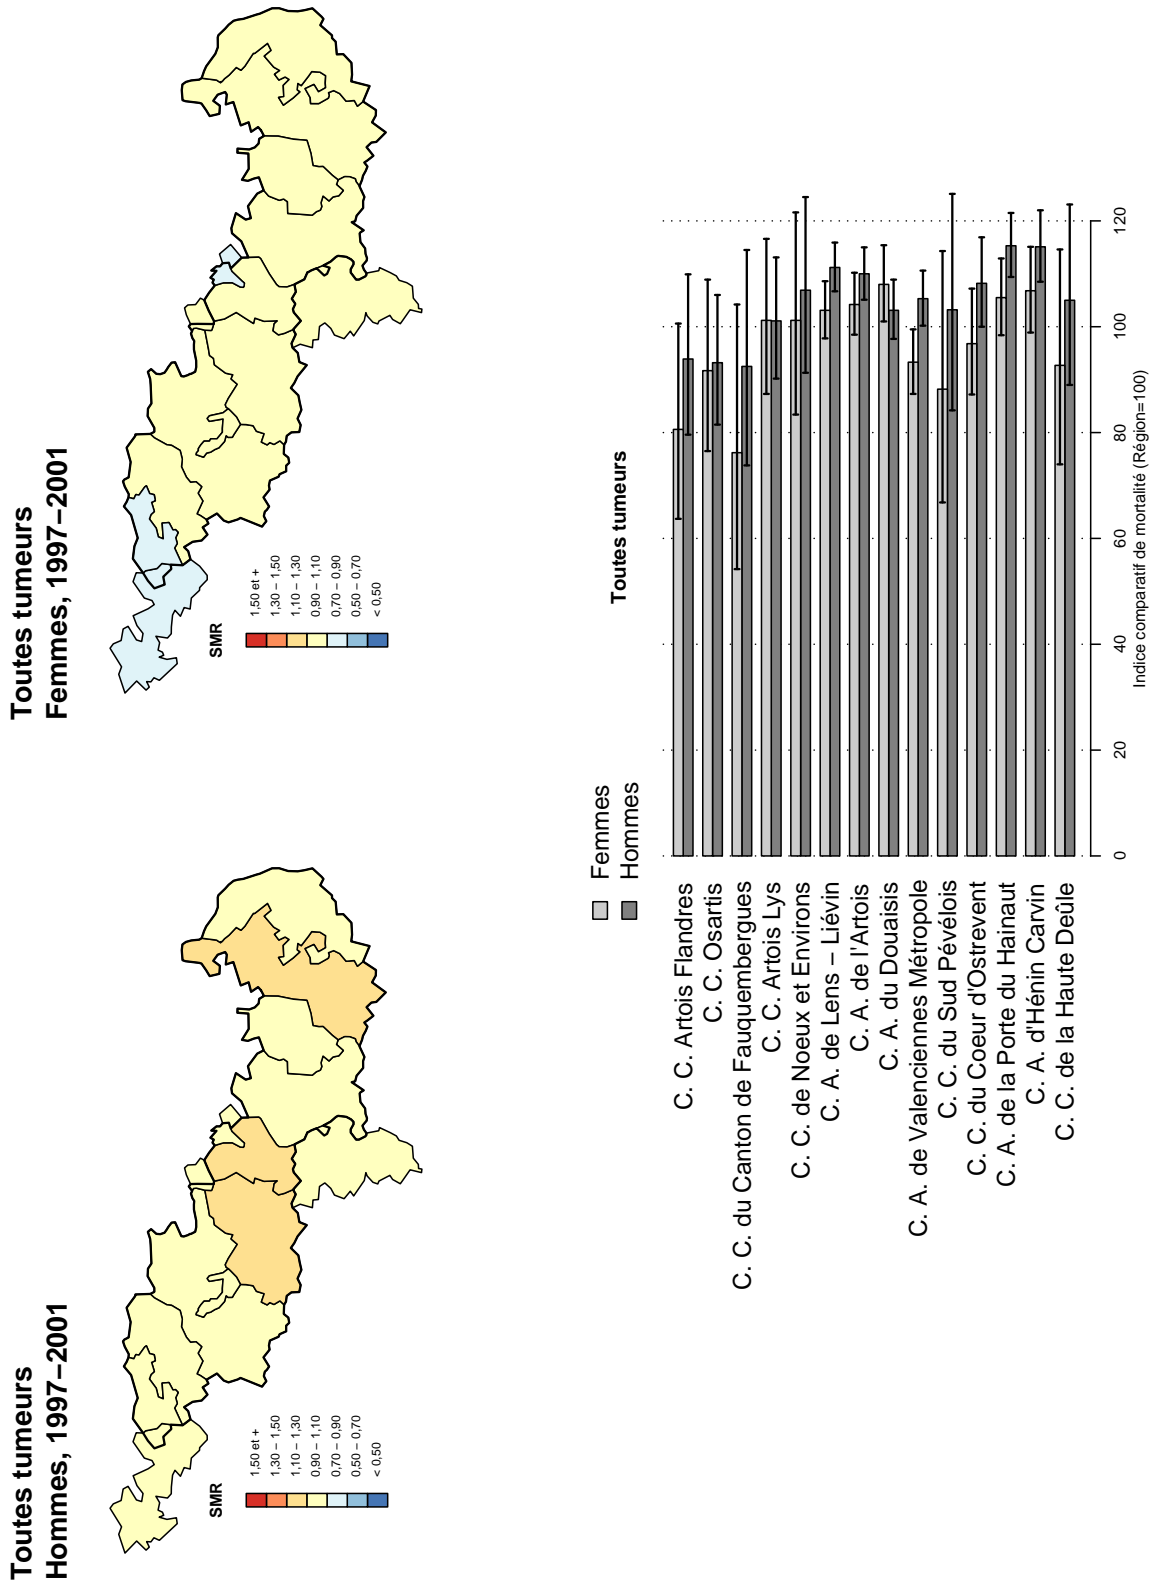 Toutes tumeurs
Hommes, 1997−2001
SMR
1,50 et +
1,30 − 1,50
1,10 − 1,30
0,90 − 1,10
0,70 − 0,90
0,50 − 0,70
< 0,50
Toutes tumeurs
Femmes, 1997−2001
SMR
1,50 et +
1,30 − 1,50
1,10 − 1,30
0,90 − 1,10
0,70 − 0,90
0,50 − 0,70
< 0,50
Femmes
Hommes
Toutes tumeurs
C. C. Artois Flandres
C. C. Osartis
C. C. du Canton de Fauquembergues
C. C. Artois Lys
C. C. de Noeux et Environs
C. A. de Lens − Liévin
C. A. de l'Artois
C. A. du Douaisis
C. A. de Valenciennes Métropole
C. C. du Sud Pévélois
C. C. du Coeur d'Ostrevent
C. A. de la Porte du Hainaut
C. A. d'Hénin Carvin
C. C. de la Haute Deûle
0 20 40 60 80 100 120
Indice comparatif de mortalité (Région=100)